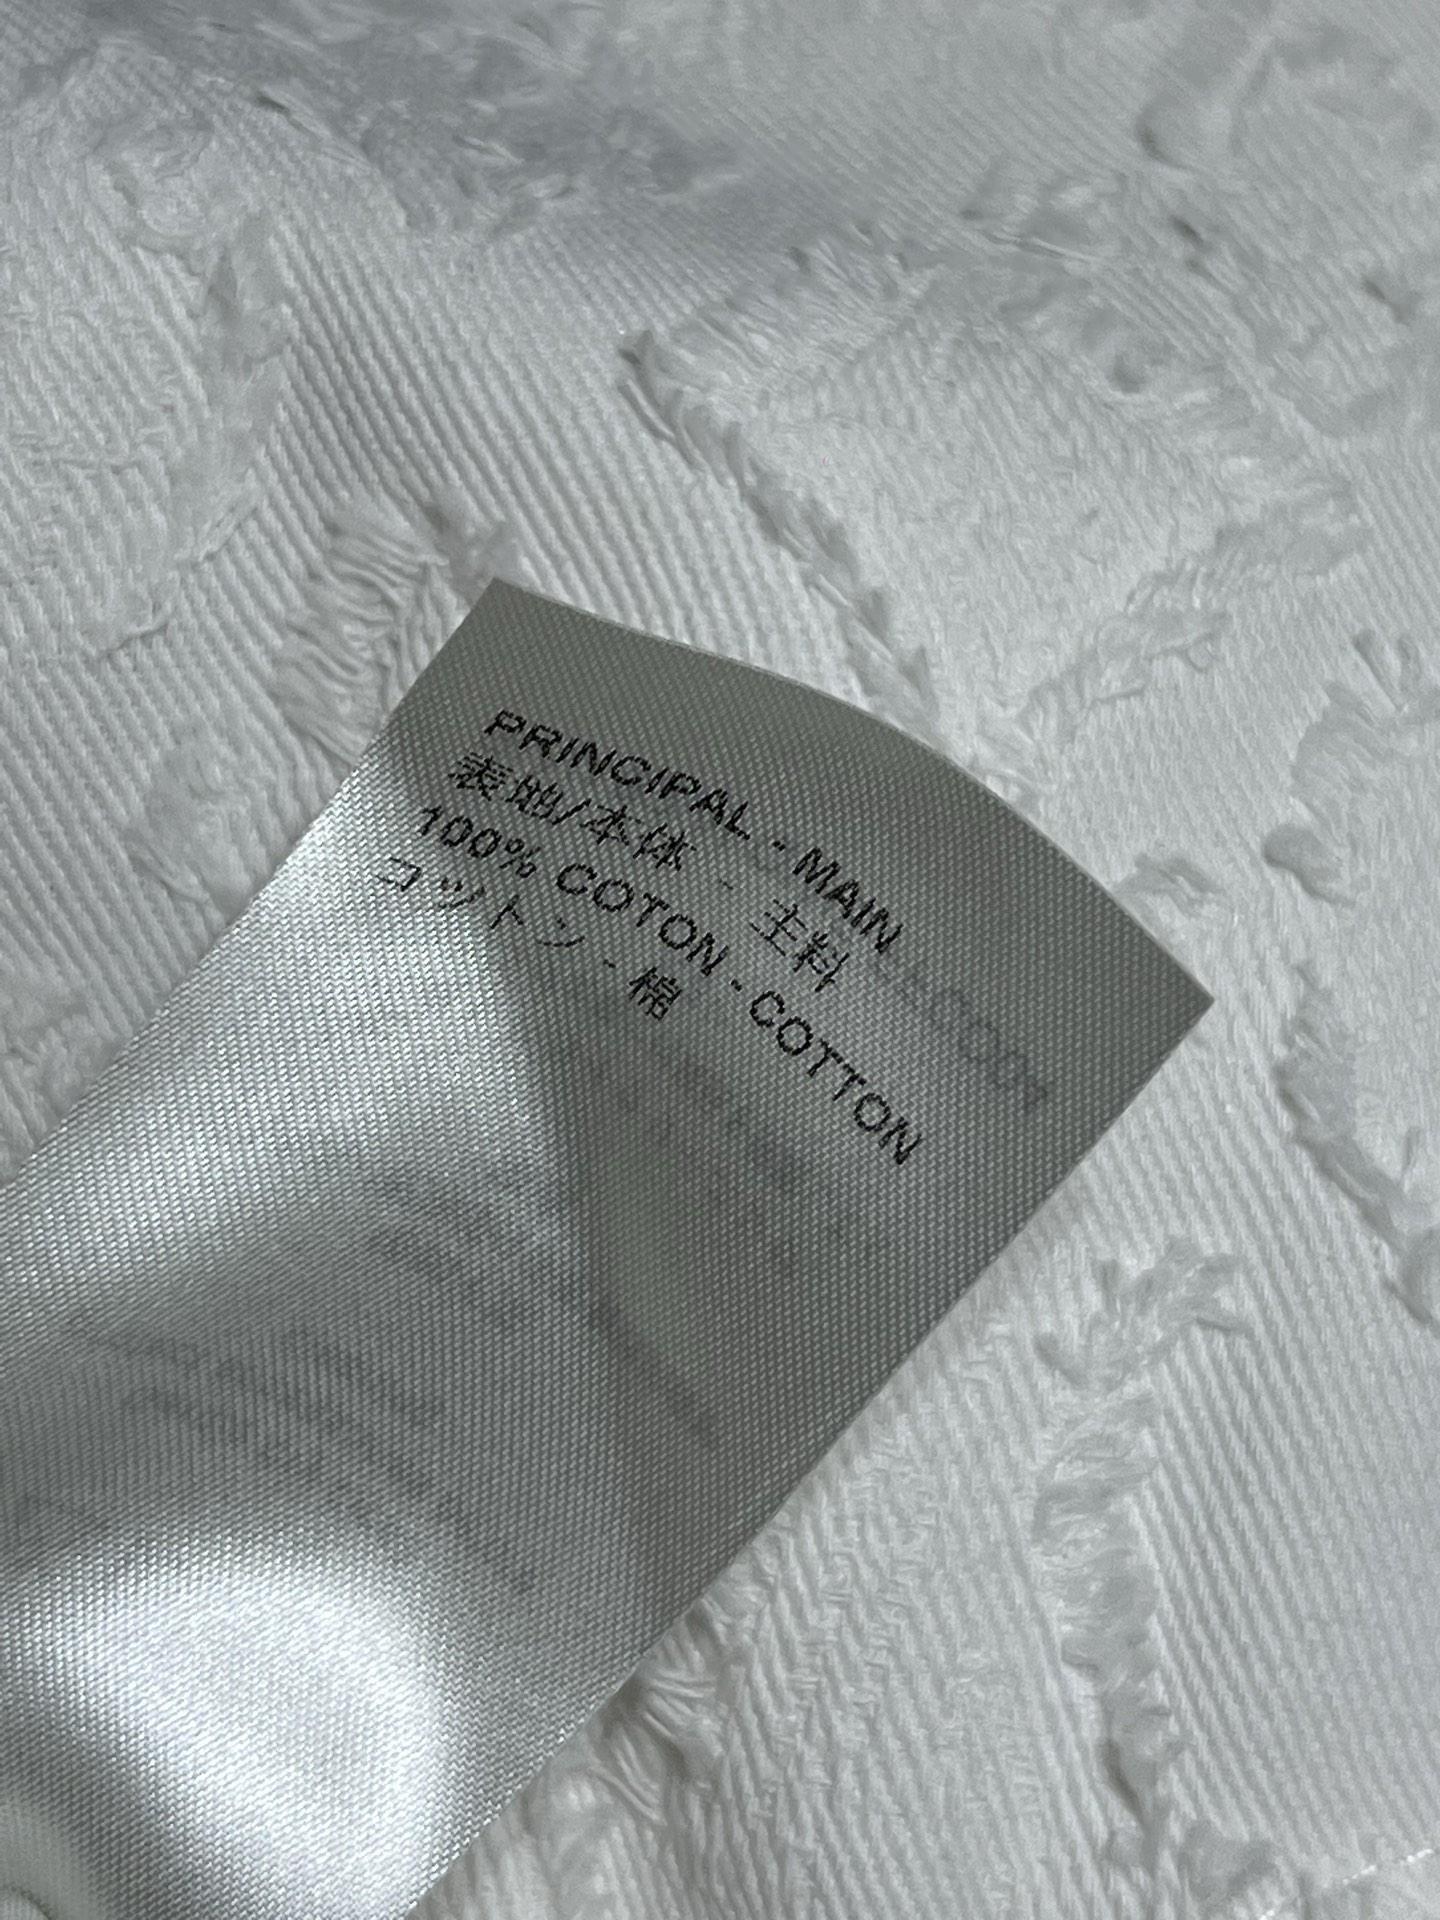 PRINCIPAL - MAIN
表地/本体 - 主料
100% COTON - COTTON
コットン - 棉